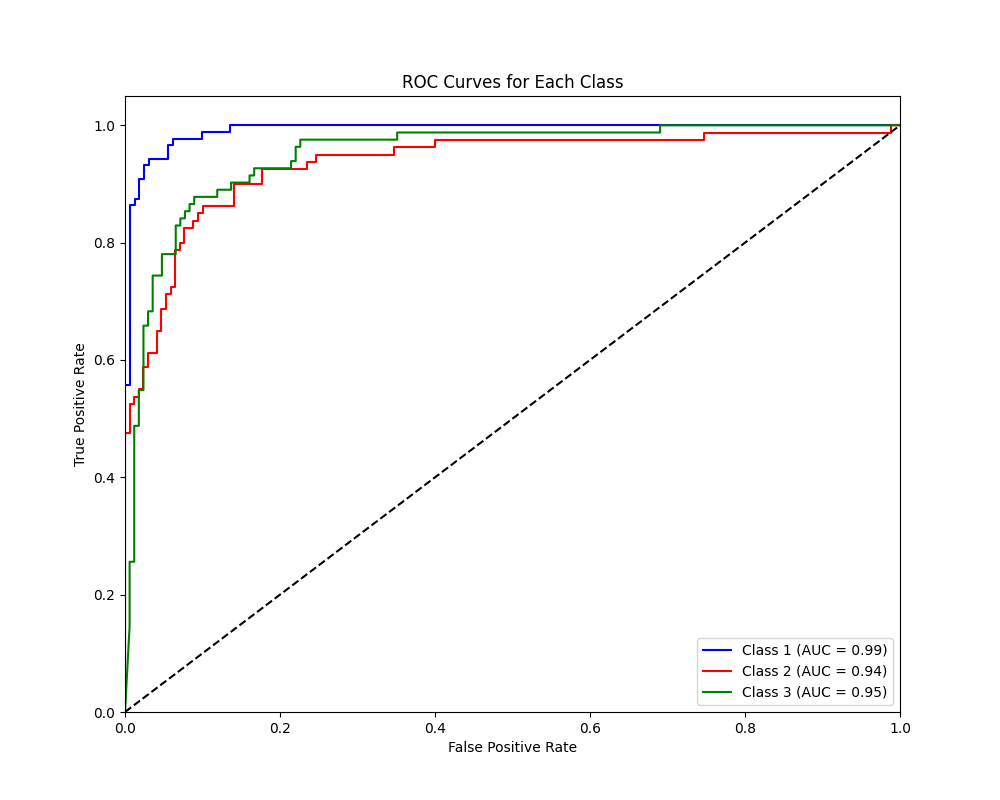 ROC Curves for Each Class
1.0
0.8
0.6
0.4
0.2
0.0
True Positive Rate
0.0 0.2 0.4 0.6 0.8 1.0
False Positive Rate
Class 1 (AUC = 0.99)
Class 2 (AUC = 0.94)
Class 3 (AUC = 0.95)